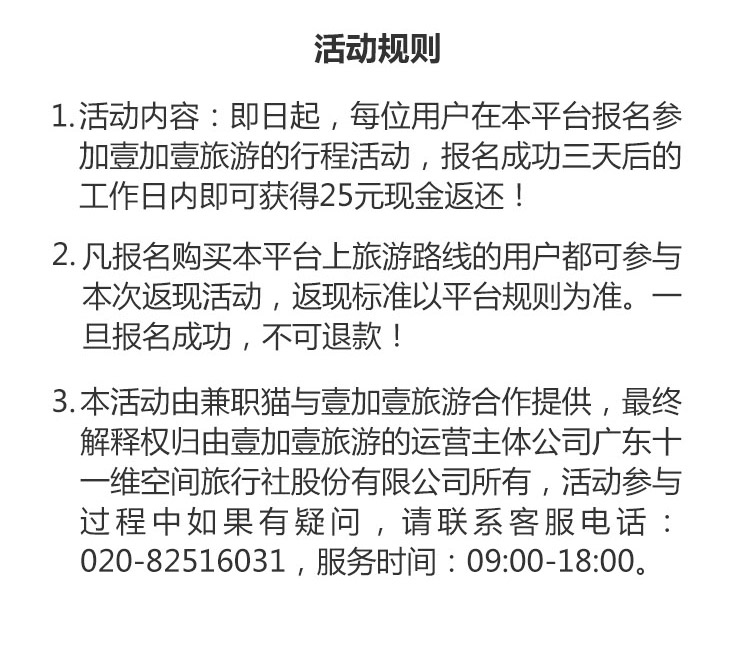 活动规则
1.活动内容：即日起，每位用户在本平台报名参
加壹加壹旅游的行程活动，报名成功三天后的
工作日内即可获得25元现金返还！
2.凡报名购买本平台上旅游路线的用户都可参与
本次返现活动，返现标准以平台规则为准。一
旦报名成功，不可退款！
3.本活动由兼职猫与壹加壹旅游合作提供，最终
解释权归由壹加壹旅游的运营主体公司广东十
一维空间旅行社股份有限公司所有，活动参与
过程中如果有疑问，请联系客服电话：
020-82516031，服务时间：09:00-18:00。